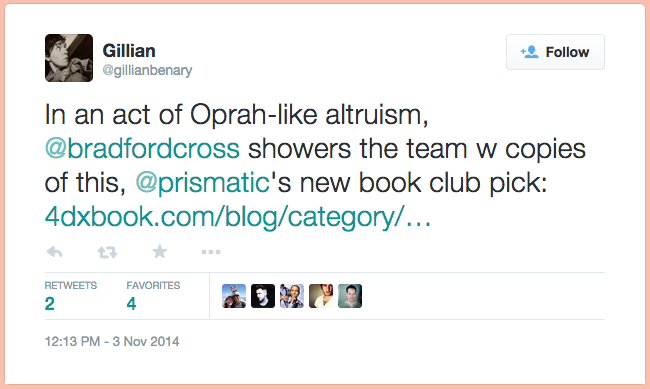 Gillian
@gillianbenary
Follow
In an act of Oprah-like altruism,
@bradfordcross showers the team w copies
of this, @prismatic's new book club pick:
4dxbook.com/blog/category/…
RETWEETS
2
FAVORITES
4
12:13 PM - 3 Nov 2014